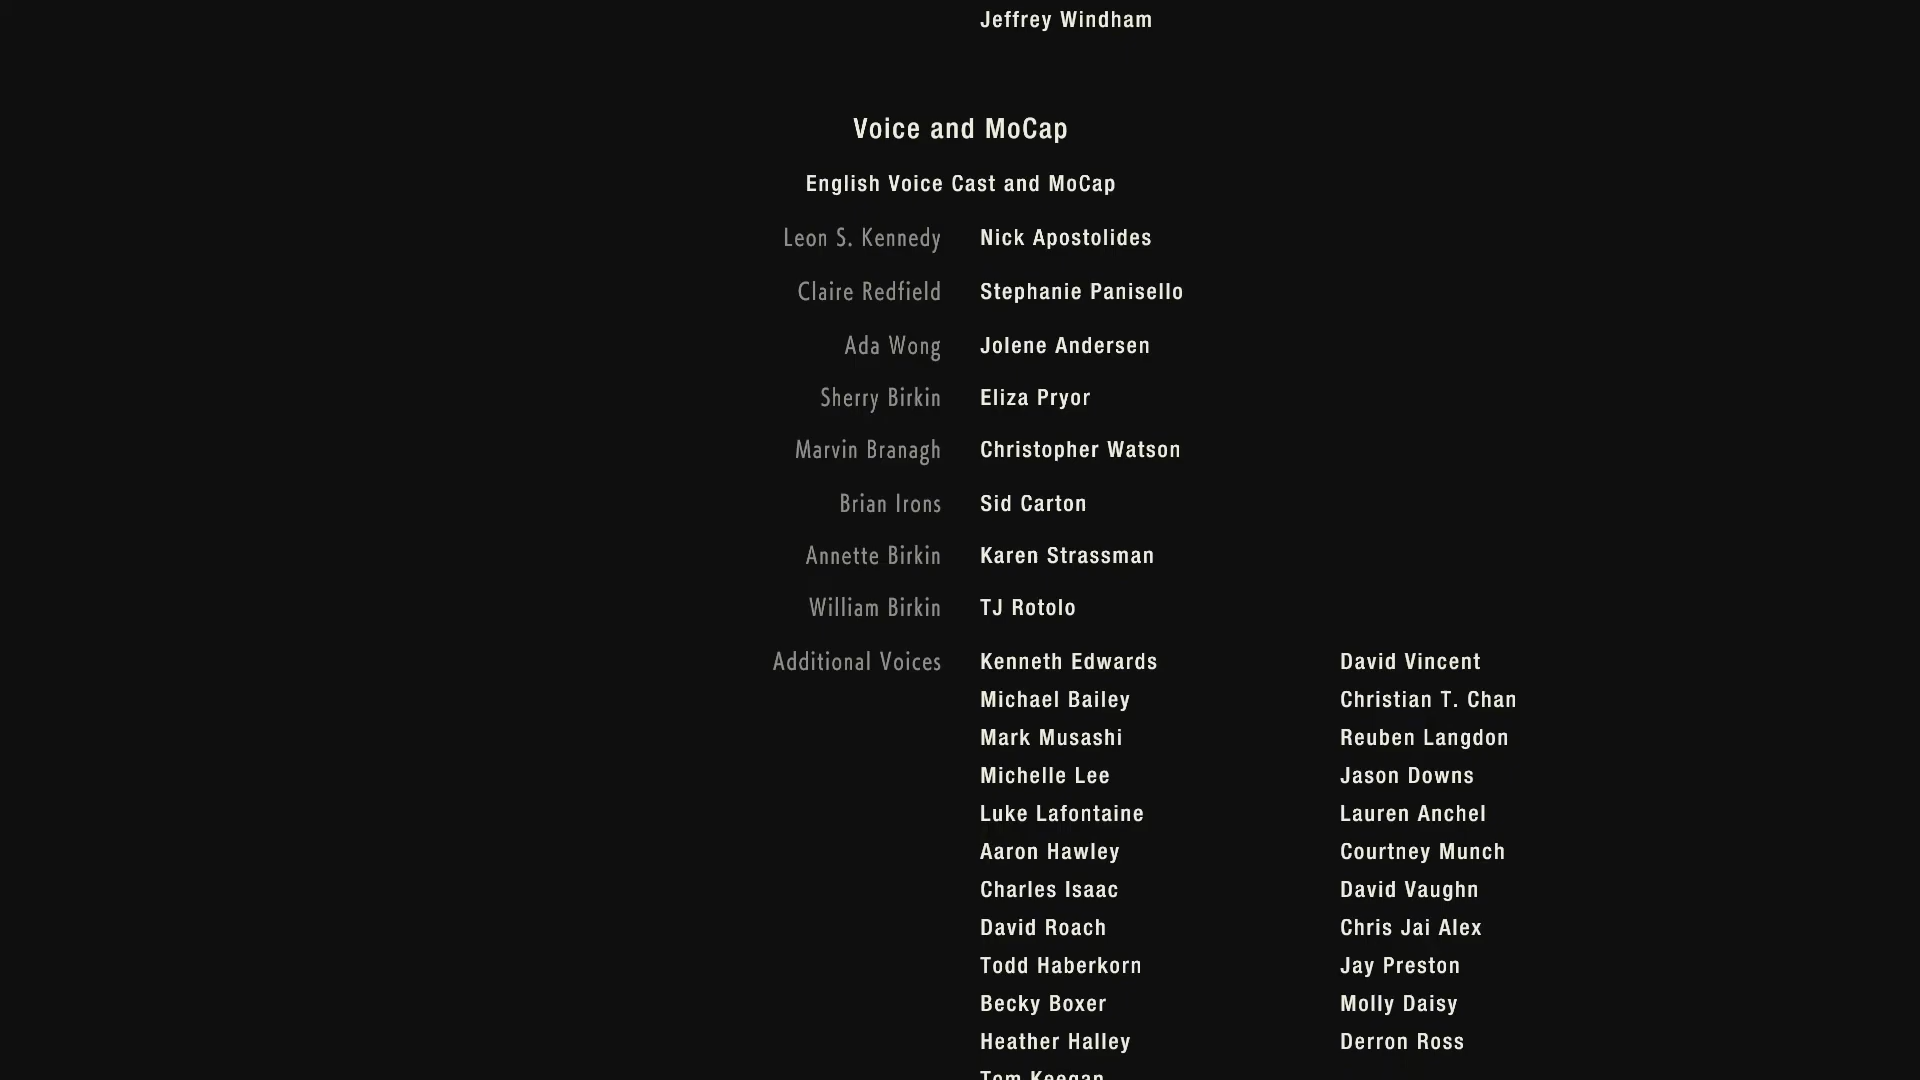 Jeffrey Windham
Voice and MoCap
English Voice Cast and MoCap
Leon S. Kennedy Nick Apostolides
Claire Redfield Stephanie Panisello
Ada Wong Jolene Andersen
Sherry Birkin Eliza Pryor
Marvin Branagh Christopher Watson
Brian Irons Sid Carton
Annette Birkin Karen Strassman
William Birkin TJ Rotolo
Additional Voices Kenneth Edwards David Vincent
Michael Bailey Christian T. Chan
Mark Musashi Reuben Langdon
Michelle Lee Jason Downs
Luke Lafontaine Lauren Anchel
Aaron Hawley Courtney Munch
Charles Isaac David Vaughn
David Roach Chris Jai Alex
Todd Haberkorn Jay Preston
Becky Boxer Molly Daisy
Heather Halley Derron Ross
Tom Keegan